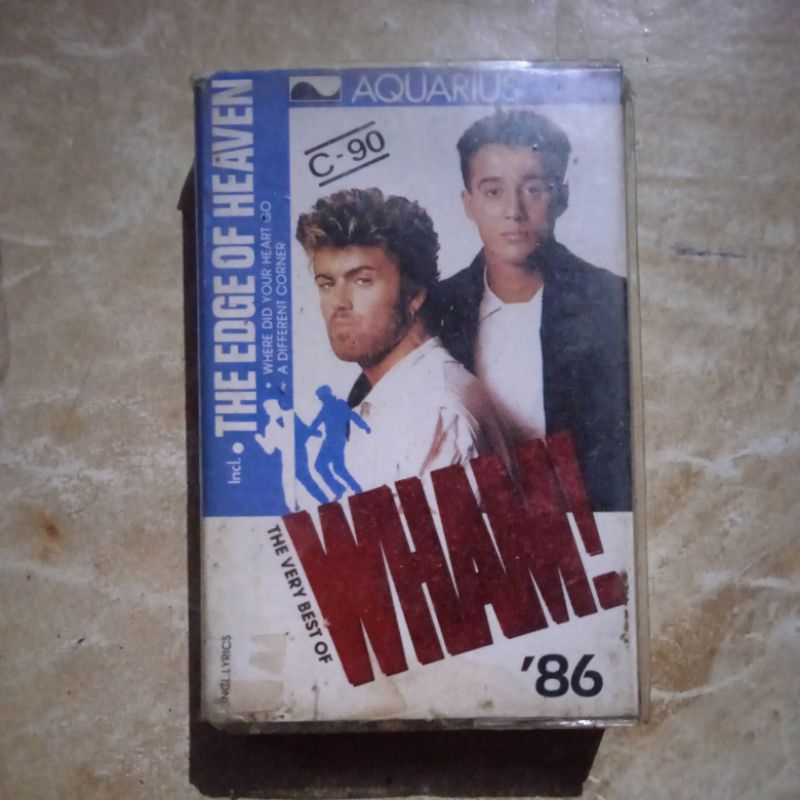 AQUARIUS
C-90
Incl. • THE EDGE OF HEAVEN
• WHERE DID YOUR HEART GO
• A DIFFERENT CORNER
THE VERY BEST OF
WHAM!
'86
INCL. LYRICS